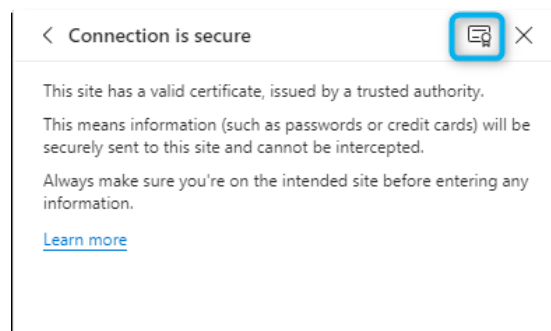 Connection is secure
This site has a valid certificate, issued by a trusted authority.
This means information (such as passwords or credit cards) will be
securely sent to this site and cannot be intercepted.
Always make sure you're on the intended site before entering any
information.
Learn more